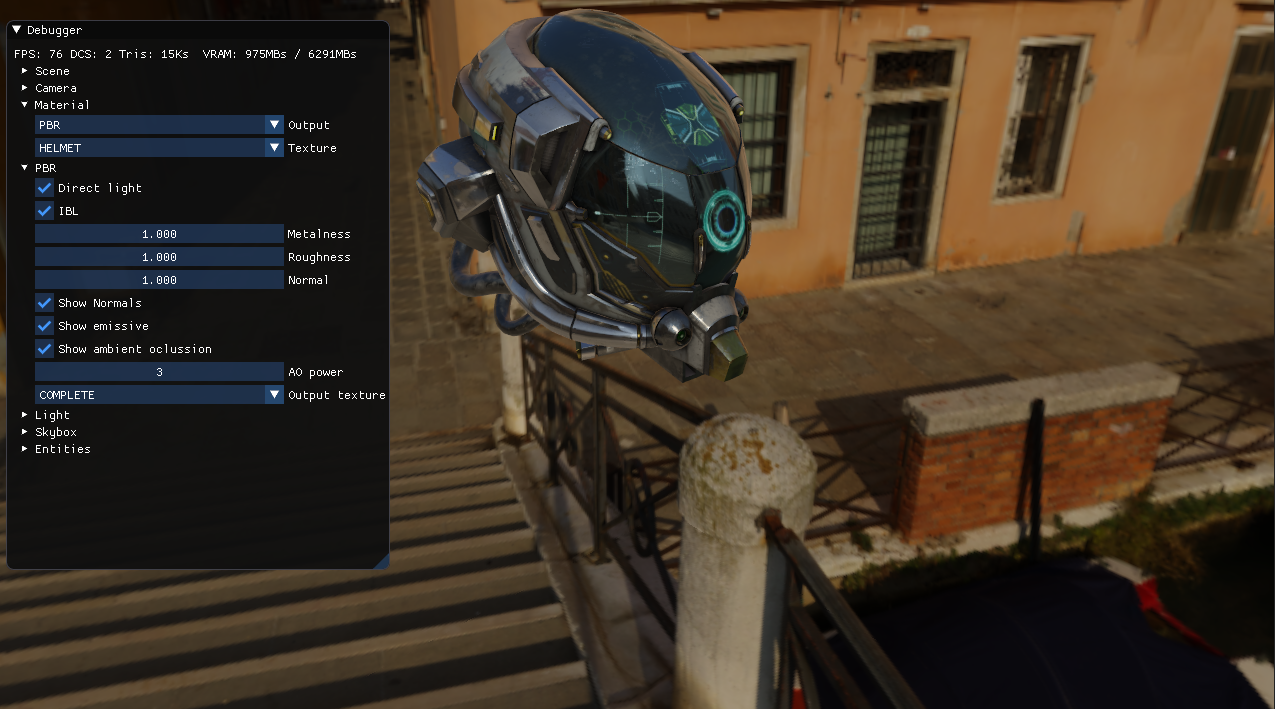 Debugger
FPS: 76 DCS: 2 Tris: 15Ks VRAM: 975MBs / 6291MBs
Scene
Camera
Material
PBR Output
HELMET Texture
PBR
Direct light
IBL
1.000 Metalness
1.000 Roughness
1.000 Normal
Show Normals
Show emissive
Show ambient oclussion
3 AO power
COMPLETE Output texture
Light
Skybox
Entities